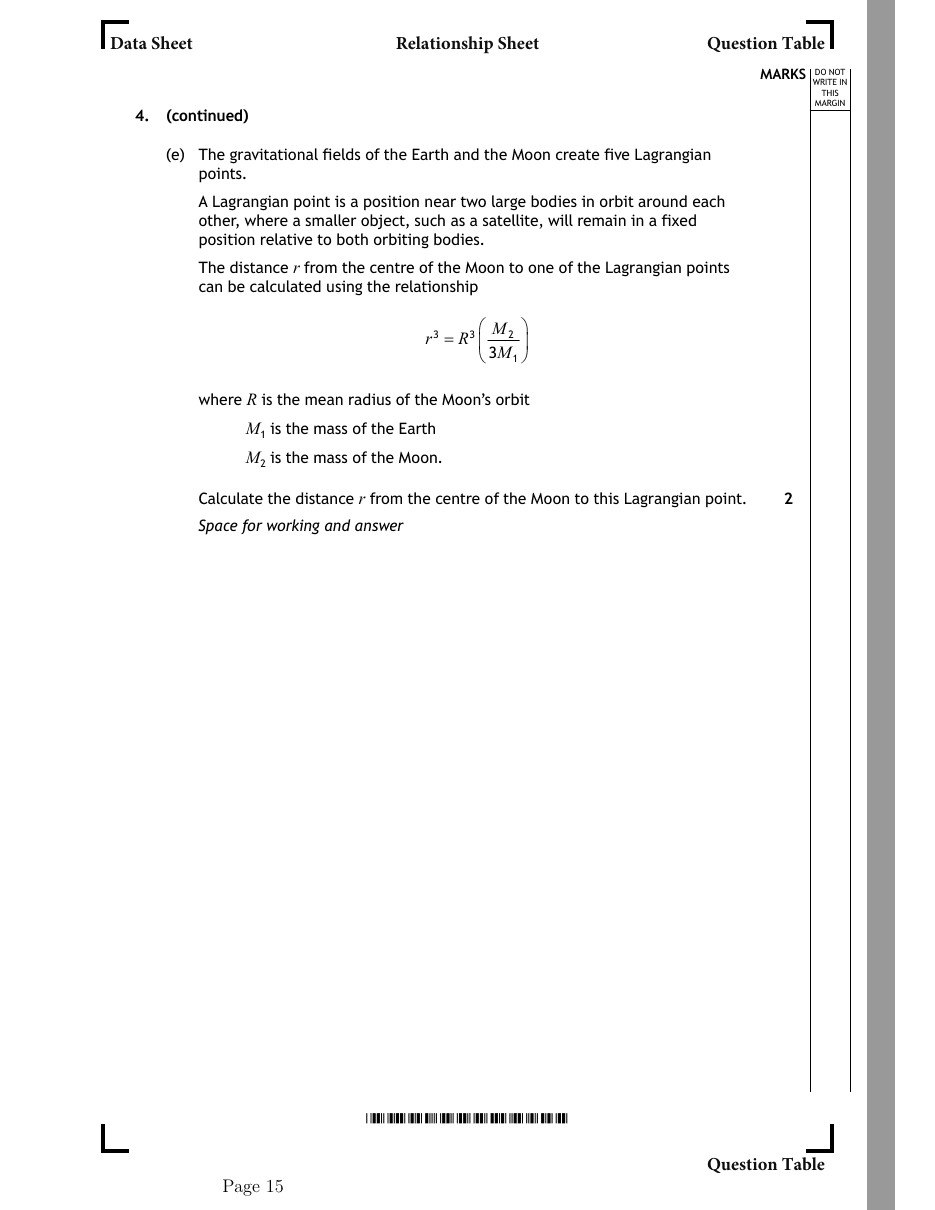 Data Sheet Relationship Sheet Question Table
MARKS DO NOT
WRITE IN
THIS
MARGIN
4. (continued)
(e) The gravitational fields of the Earth and the Moon create five Lagrangian
points.
A Lagrangian point is a position near two large bodies in orbit around each
other, where a smaller object, such as a satellite, will remain in a fixed
position relative to both orbiting bodies.
The distance r from the centre of the Moon to one of the Lagrangian points
can be calculated using the relationship
r³ = R³ (M₂ / 3M₁)
where R is the mean radius of the Moon’s orbit
M₁ is the mass of the Earth
M₂ is the mass of the Moon.
Calculate the distance r from the centre of the Moon to this Lagrangian point. 2
Space for working and answer
Question Table
Page 15